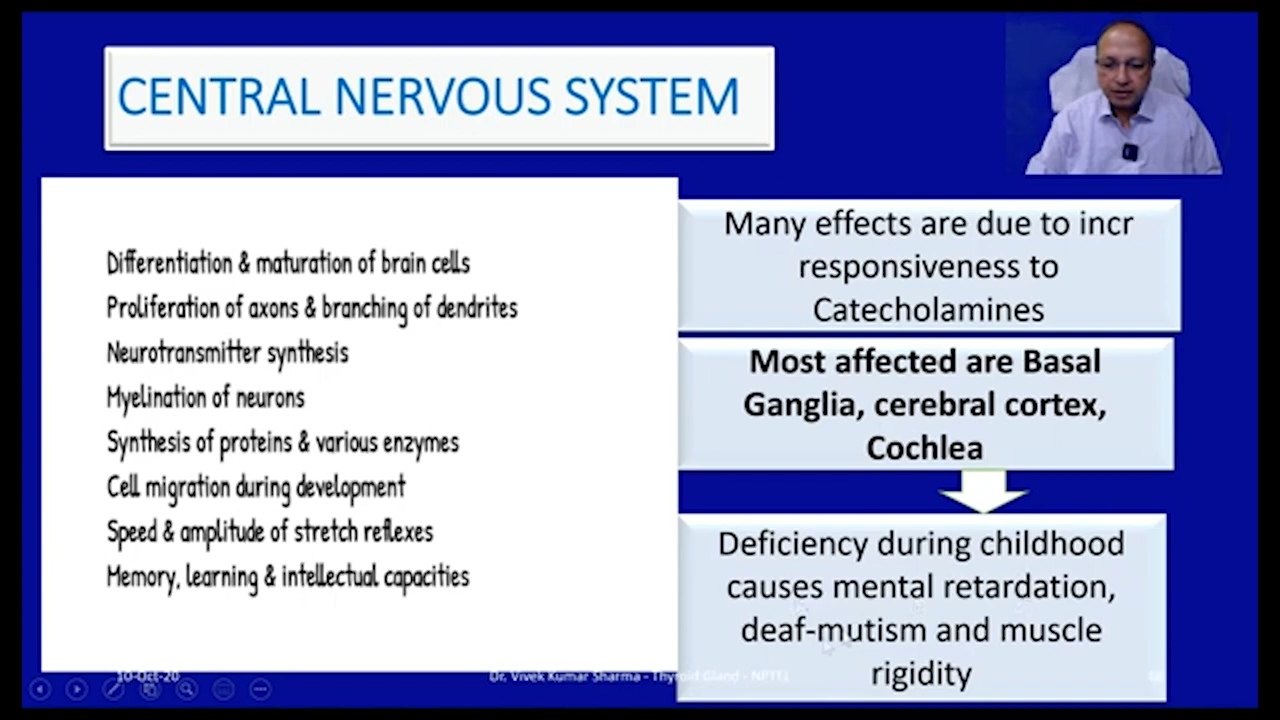 CENTRAL NERVOUS SYSTEM
Differentiation & maturation of brain cells
Proliferation of axons & branching of dendrites
Neurotransmitter synthesis
Myelination of neurons
Synthesis of proteins & various enzymes
Cell migration during development
Speed & amplitude of stretch reflexes
Memory, learning & intellectual capacities
Many effects are due to incr
responsiveness to
Catecholamines
Most affected are Basal
Ganglia, cerebral cortex,
Cochlea
Deficiency during childhood
causes mental retardation,
deaf-mutism and muscle
rigidity
10-Oct-20
Dr. Vivek Kumar Sharma - Thyroid Gland - NPTEL